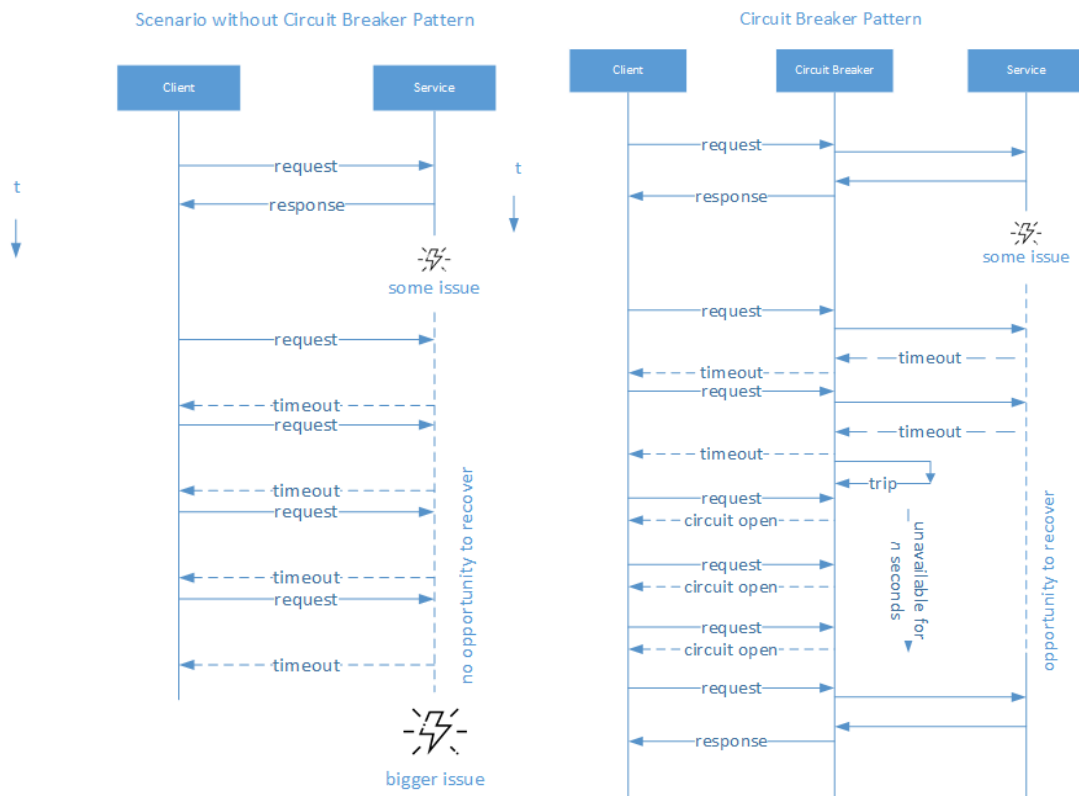 Scenario without Circuit Breaker Pattern
Client
Service
t
request
response
some issue
request
timeout
request
timeout
request
timeout
request
timeout
no opportunity to recover
bigger issue
Circuit Breaker Pattern
Client
Circuit Breaker
Service
t
request
response
some issue
request
timeout
timeout
request
timeout
timeout
trip
request
circuit open
request
circuit open
request
circuit open
unavailable for
n seconds
opportunity to recover
request
response